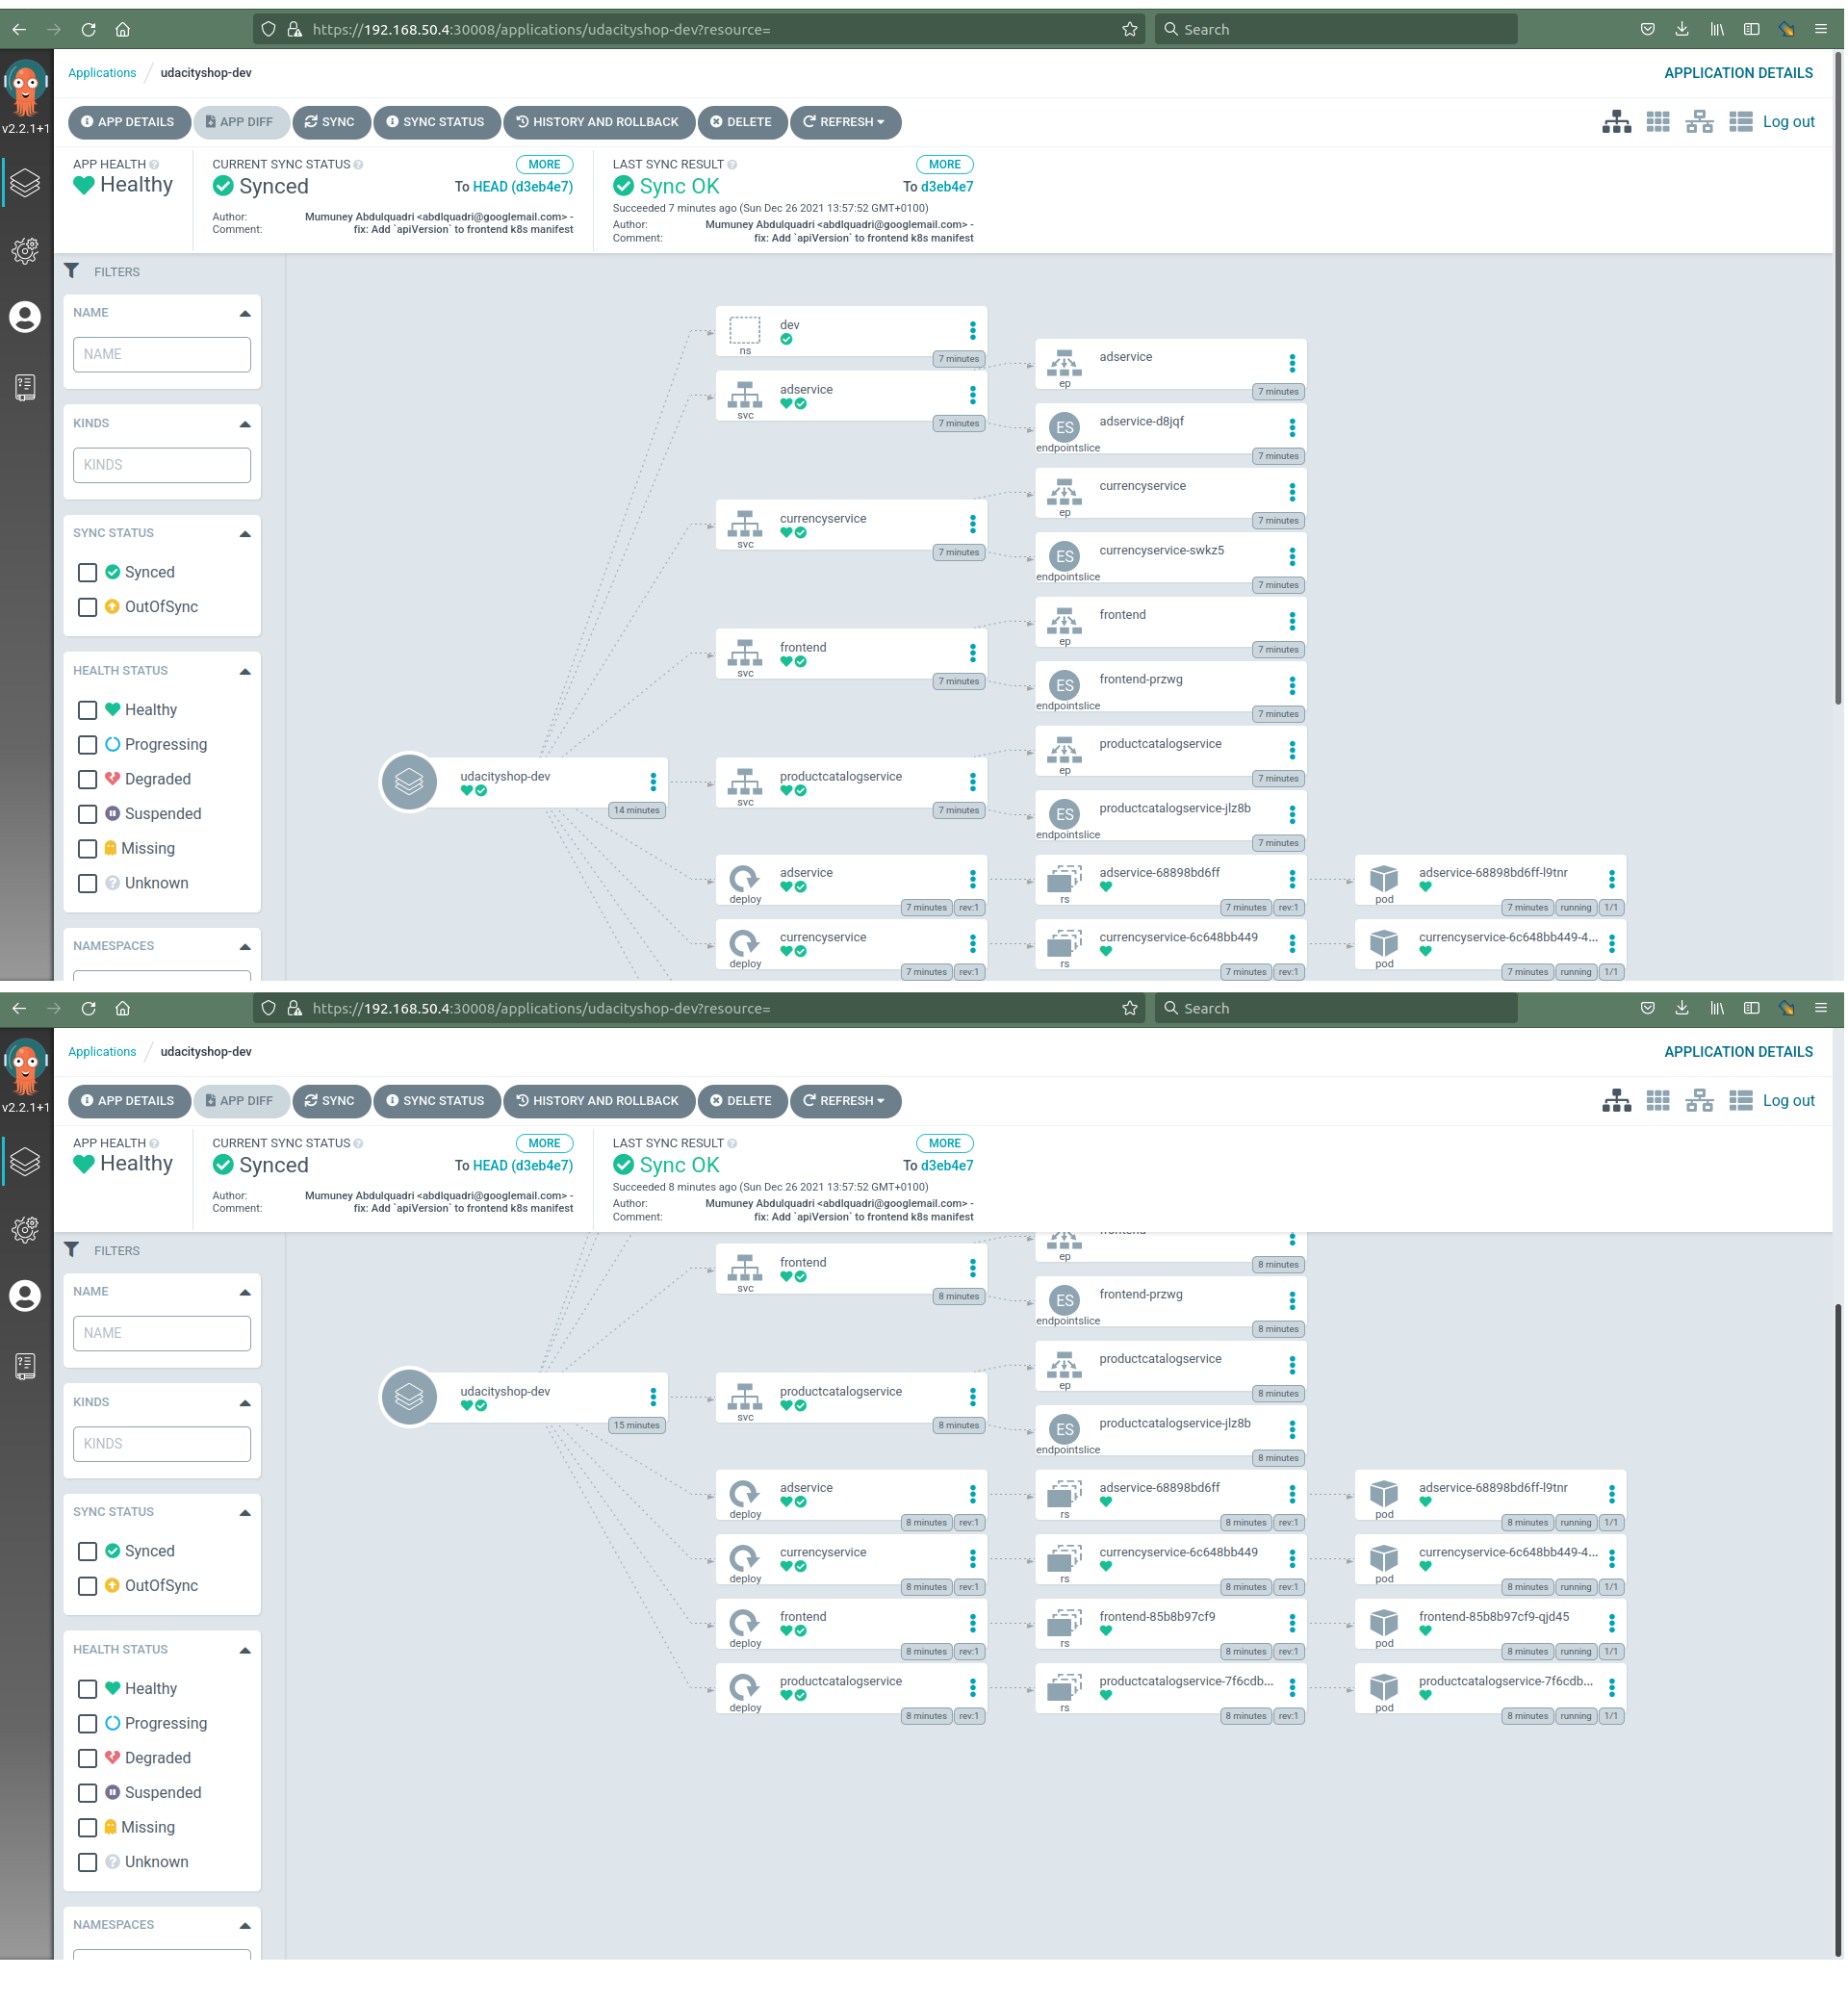 https://192.168.50.4:30008/applications/udacityshop-dev?resource=
Search
v2.2.1+1
Applications / udacityshop-dev
APPLICATION DETAILS
APP DETAILS
APP DIFF
SYNC
SYNC STATUS
HISTORY AND ROLLBACK
DELETE
REFRESH
Log out
APP HEALTH
Healthy
CURRENT SYNC STATUS
MORE
Synced
To HEAD (d3eb4e7)
Author: Mumuney Abdulquadri <abdlquadri@googlemail.com> -
Comment: fix: Add `apiVersion` to frontend k8s manifest
LAST SYNC RESULT
MORE
Sync OK
To d3eb4e7
Succeeded 7 minutes ago (Sun Dec 26 2021 13:57:52 GMT+0100)
Author: Mumuney Abdulquadri <abdlquadri@googlemail.com> -
Comment: fix: Add `apiVersion` to frontend k8s manifest
FILTERS
NAME
NAME
KINDS
KINDS
SYNC STATUS
Synced
OutOfSync
HEALTH STATUS
Healthy
Progressing
Degraded
Suspended
Missing
Unknown
NAMESPACES
udacityshop-dev
14 minutes
dev
ns
7 minutes
adservice
svc
7 minutes
adservice
ep
7 minutes
adservice-d8jqf
ES
endpointslice
7 minutes
currencyservice
svc
7 minutes
currencyservice
ep
7 minutes
currencyservice-swkz5
ES
endpointslice
7 minutes
frontend
svc
7 minutes
frontend
ep
7 minutes
frontend-przwg
ES
endpointslice
7 minutes
productcatalogservice
svc
7 minutes
productcatalogservice
ep
7 minutes
productcatalogservice-jlz8b
ES
endpointslice
7 minutes
adservice
deploy
7 minutes rev:1
adservice-68898bd6ff
rs
7 minutes rev:1
adservice-68898bd6ff-l9tnr
pod
7 minutes running 1/1
currencyservice
deploy
7 minutes rev:1
currencyservice-6c648bb449
rs
7 minutes rev:1
currencyservice-6c648bb449-4...
pod
7 minutes running 1/1
https://192.168.50.4:30008/applications/udacityshop-dev?resource=
Search
v2.2.1+1
Applications / udacityshop-dev
APPLICATION DETAILS
APP DETAILS
APP DIFF
SYNC
SYNC STATUS
HISTORY AND ROLLBACK
DELETE
REFRESH
Log out
APP HEALTH
Healthy
CURRENT SYNC STATUS
MORE
Synced
To HEAD (d3eb4e7)
Author: Mumuney Abdulquadri <abdlquadri@googlemail.com> -
Comment: fix: Add `apiVersion` to frontend k8s manifest
LAST SYNC RESULT
MORE
Sync OK
To d3eb4e7
Succeeded 8 minutes ago (Sun Dec 26 2021 13:57:52 GMT+0100)
Author: Mumuney Abdulquadri <abdlquadri@googlemail.com> -
Comment: fix: Add `apiVersion` to frontend k8s manifest
FILTERS
NAME
NAME
KINDS
KINDS
SYNC STATUS
Synced
OutOfSync
HEALTH STATUS
Healthy
Progressing
Degraded
Suspended
Missing
Unknown
NAMESPACES
udacityshop-dev
15 minutes
frontend
svc
8 minutes
frontend
ep
8 minutes
frontend-przwg
ES
endpointslice
8 minutes
productcatalogservice
svc
8 minutes
productcatalogservice
ep
8 minutes
productcatalogservice-jlz8b
ES
endpointslice
8 minutes
adservice
deploy
8 minutes rev:1
adservice-68898bd6ff
rs
8 minutes rev:1
adservice-68898bd6ff-l9tnr
pod
8 minutes running 1/1
currencyservice
deploy
8 minutes rev:1
currencyservice-6c648bb449
rs
8 minutes rev:1
currencyservice-6c648bb449-4...
pod
8 minutes running 1/1
frontend
deploy
8 minutes rev:1
frontend-85b8b97cf9
rs
8 minutes rev:1
frontend-85b8b97cf9-qjd45
pod
8 minutes running 1/1
productcatalogservice
deploy
8 minutes rev:1
productcatalogservice-7f6cdb...
rs
8 minutes rev:1
productcatalogservice-7f6cdb...
pod
8 minutes running 1/1